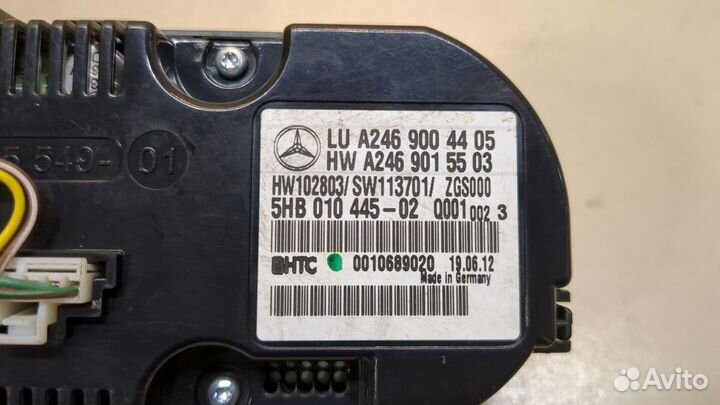 5 549- 01
LU A246 900 44 05
HW A246 901 55 03
HW102803/ SW113701/ ZGS000
5HB 010 445-02 Q001 002 3
BHTC 0010689020 19.06.12
Made in Germany
Avito